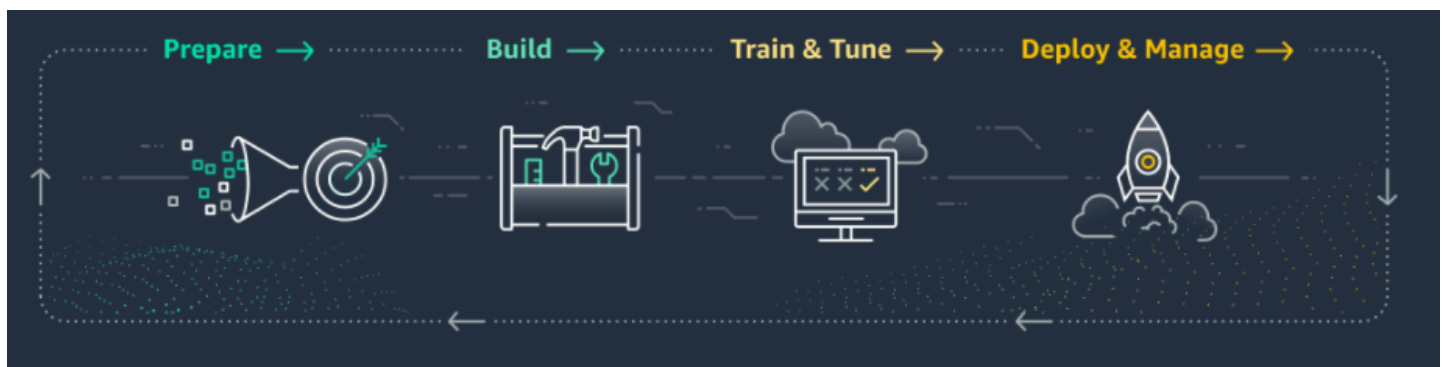 Prepare → Build → Train & Tune → Deploy & Manage →